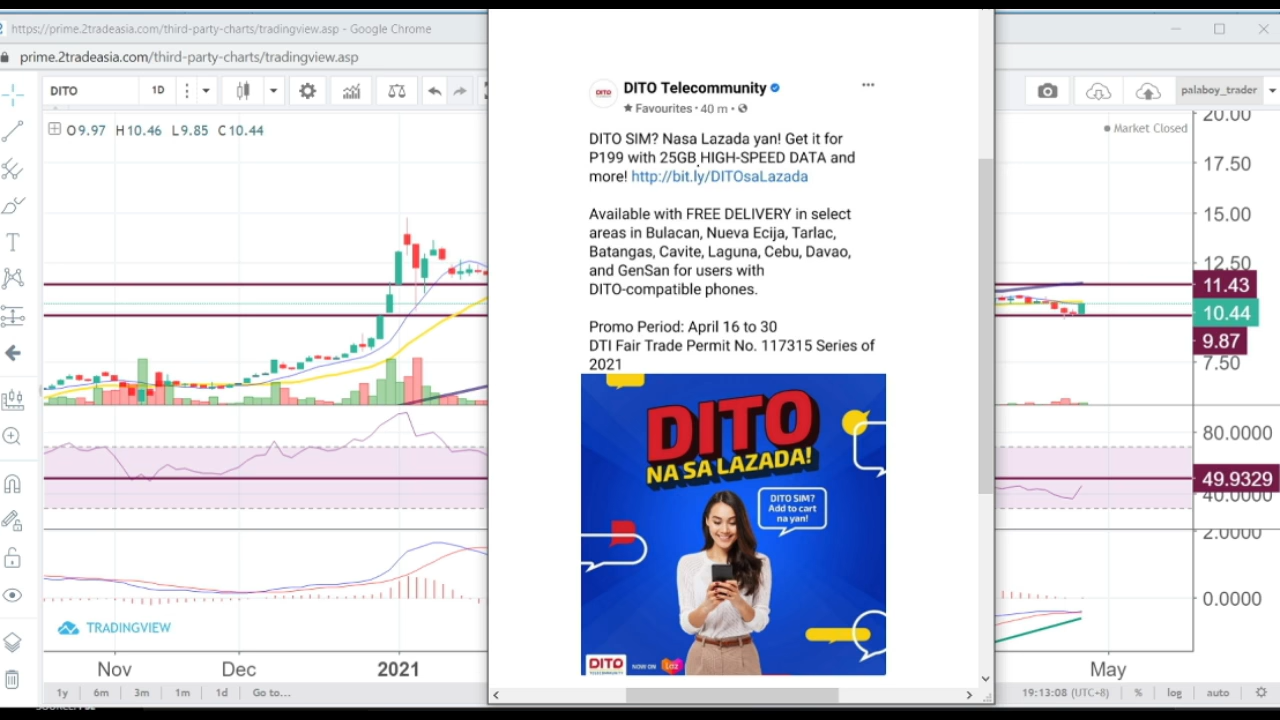 https://prime.2tradeasia.com/third-party-charts/tradingview.asp - Google Chrome
prime.2tradeasia.com/third-party-charts/tradingview.asp
DITO
1D
palaboy_trader
O9.97 H10.46 L9.85 C10.44
Market Closed
DITO
DITO Telecommunity
Favourites · 40 m ·
DITO SIM? Nasa Lazada yan! Get it for
P199 with 25GB HIGH-SPEED DATA and
more! http://bit.ly/DITOsaLazada
Available with FREE DELIVERY in select
areas in Bulacan, Nueva Ecija, Tarlac,
Batangas, Cavite, Laguna, Cebu, Davao,
and GenSan for users with
DITO-compatible phones.
Promo Period: April 16 to 30
DTI Fair Trade Permit No. 117315 Series of
2021
DITO
NA SA LAZADA!
DITO SIM?
Add to cart
na yan!
DITO
TELECOMMUNITY
NOW ON
Laz
20.00
17.50
15.00
12.50
11.43
10.44
9.87
7.50
80.0000
49.9329
40.0000
2.0000
0.0000
TRADINGVIEW
Nov
Dec
2021
May
1y
6m
3m
1m
1d
Go to...
19:13:08 (UTC+8)
%
log
auto